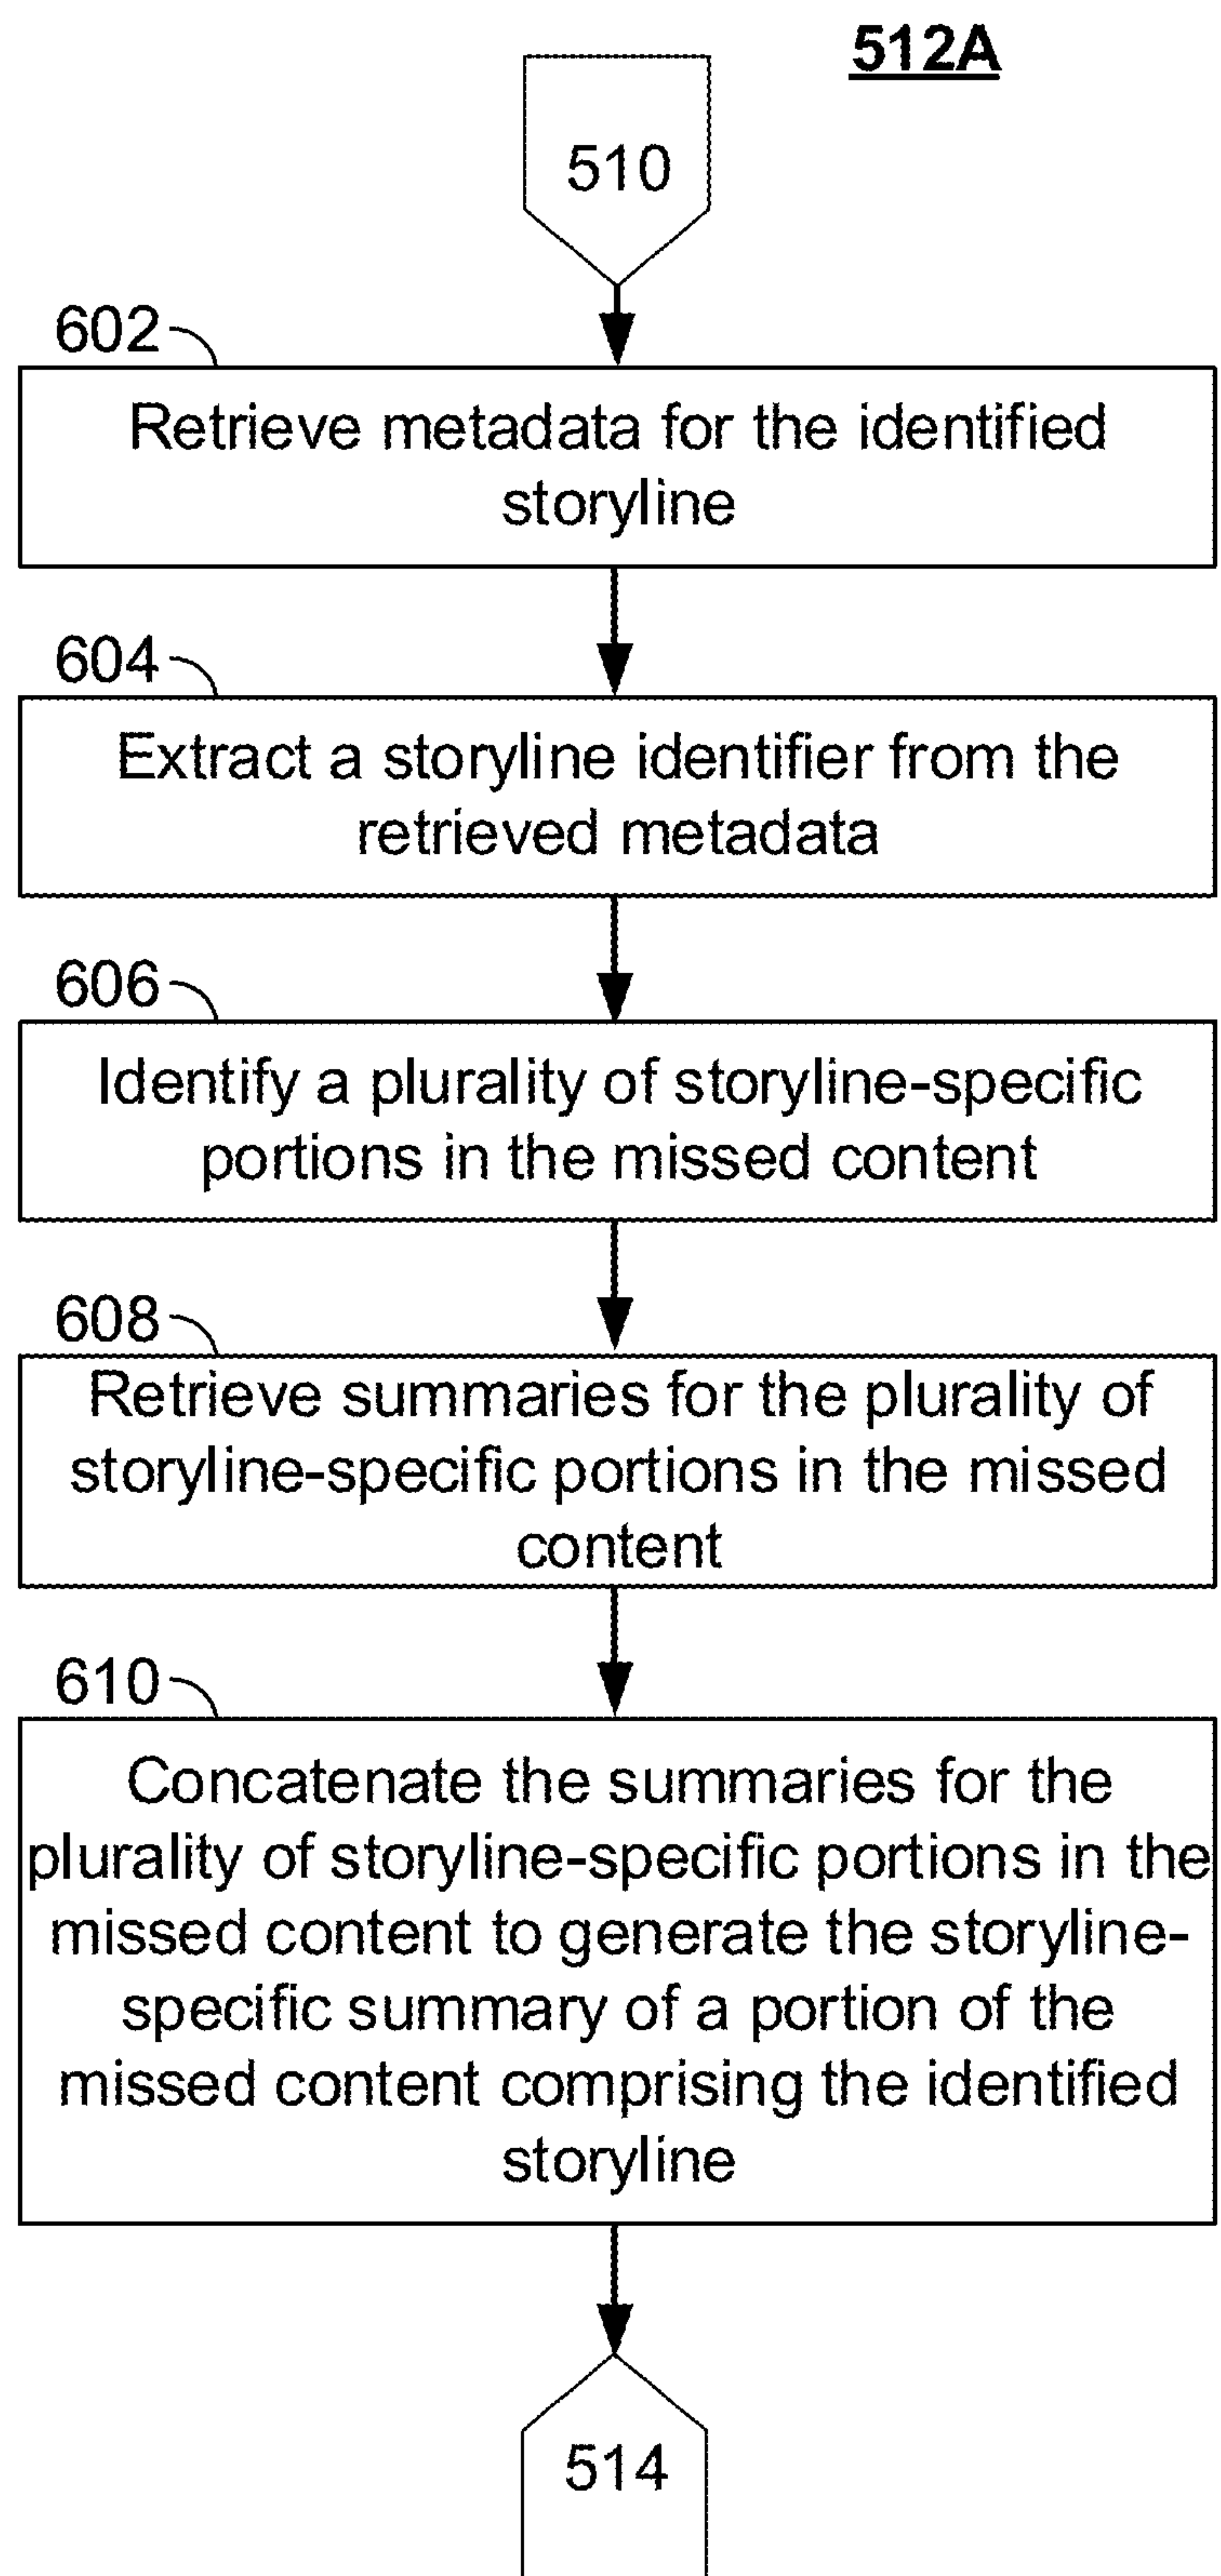 512A
510
602
Retrieve metadata for the identified
storyline
604
Extract a storyline identifier from the
retrieved metadata
606
Identify a plurality of storyline-specific
portions in the missed content
608
Retrieve summaries for the plurality of
storyline-specific portions in the missed
content
610
Concatenate the summaries for the
plurality of storyline-specific portions in the
missed content to generate the storyline-
specific summary of a portion of the
missed content comprising the identified
storyline
514